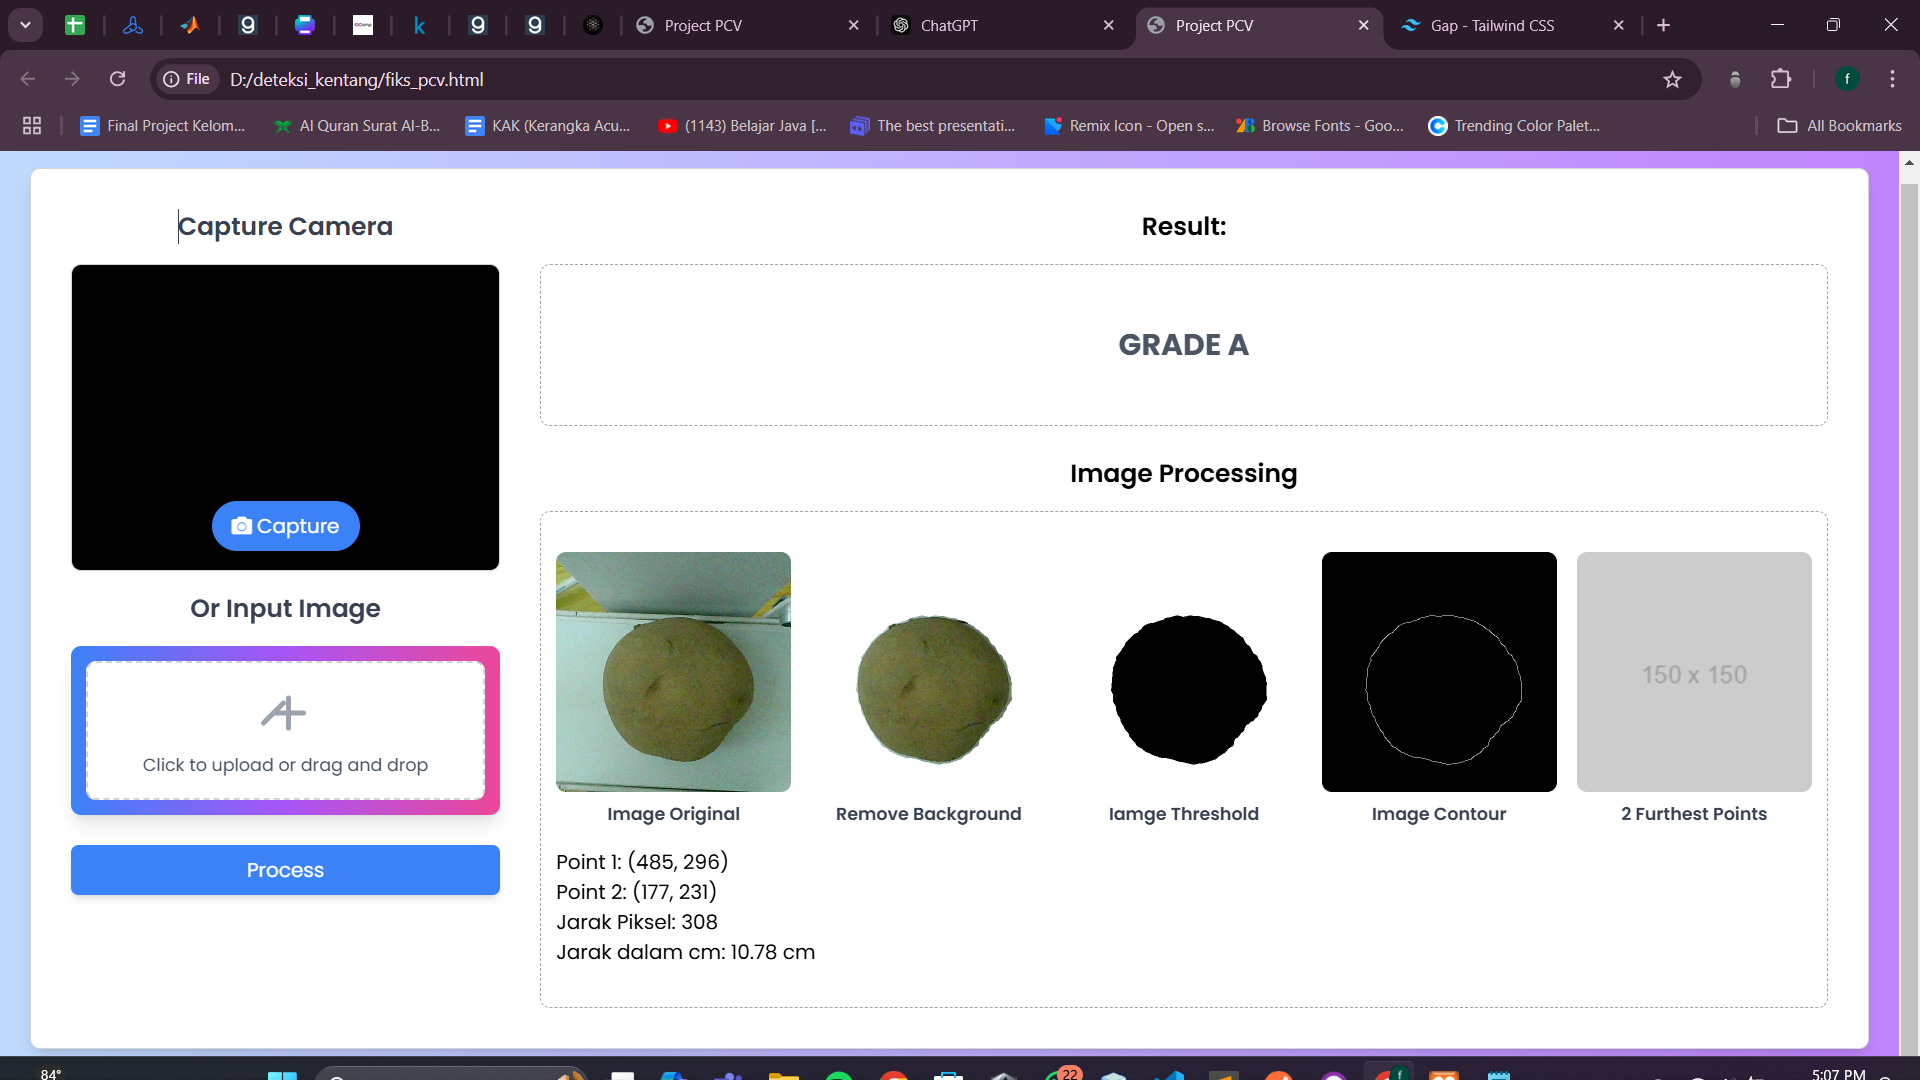 Project PCV
ChatGPT
Project PCV
Gap - Tailwind CSS
File
D:/deteksi_kentang/fiks_pcv.html
f
Final Project Kelom...
Al Quran Surat Al-B...
KAK (Kerangka Acu...
(1143) Belajar Java [...
The best presentati...
Remix Icon - Open s...
Browse Fonts - Goo...
Trending Color Palet...
All Bookmarks
Capture Camera
Capture
Or Input Image
Click to upload or drag and drop
Process
Result:
GRADE A
Image Processing
150 x 150
Image Original
Remove Background
Iamge Threshold
Image Contour
2 Furthest Points
Point 1: (485, 296)
Point 2: (177, 231)
Jarak Piksel: 308
Jarak dalam cm: 10.78 cm
84°
22
5:07 PM